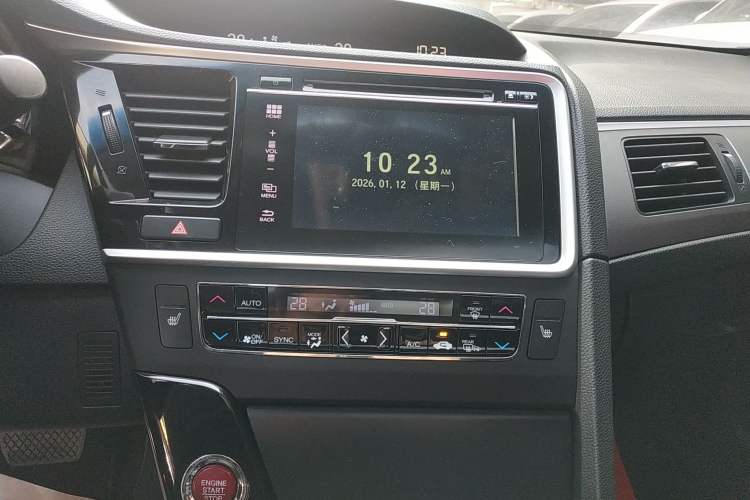 10:23
HOME
+
VOL
−
MENU
BACK
10 23 AM
2026.01.12 (星期一)
AUTO
28
28
FRONT
ON/
OFF
SYNC
MODE
A/C
REAR
ENGINE
START
STOP